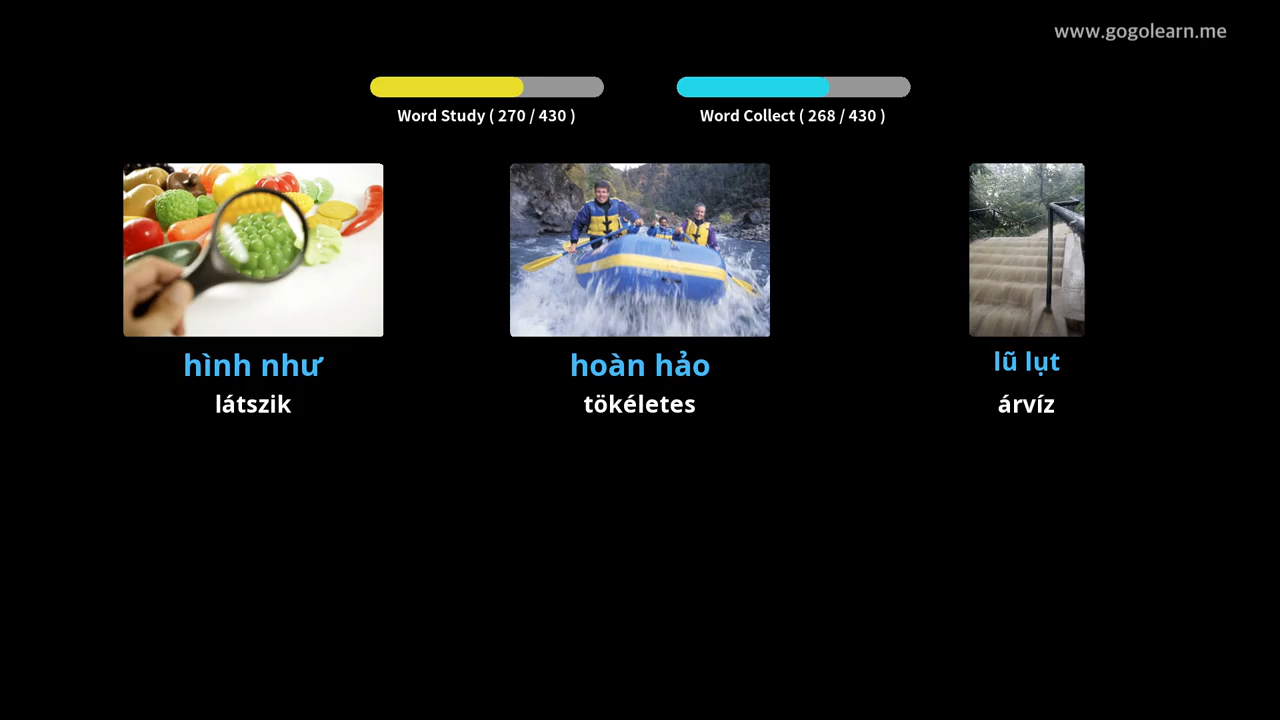 www.gogolearn.me
Word Study ( 270 / 430 )
Word Collect ( 268 / 430 )
hình như
hoàn hảo
lũ lụt
látszik
tökéletes
árvíz